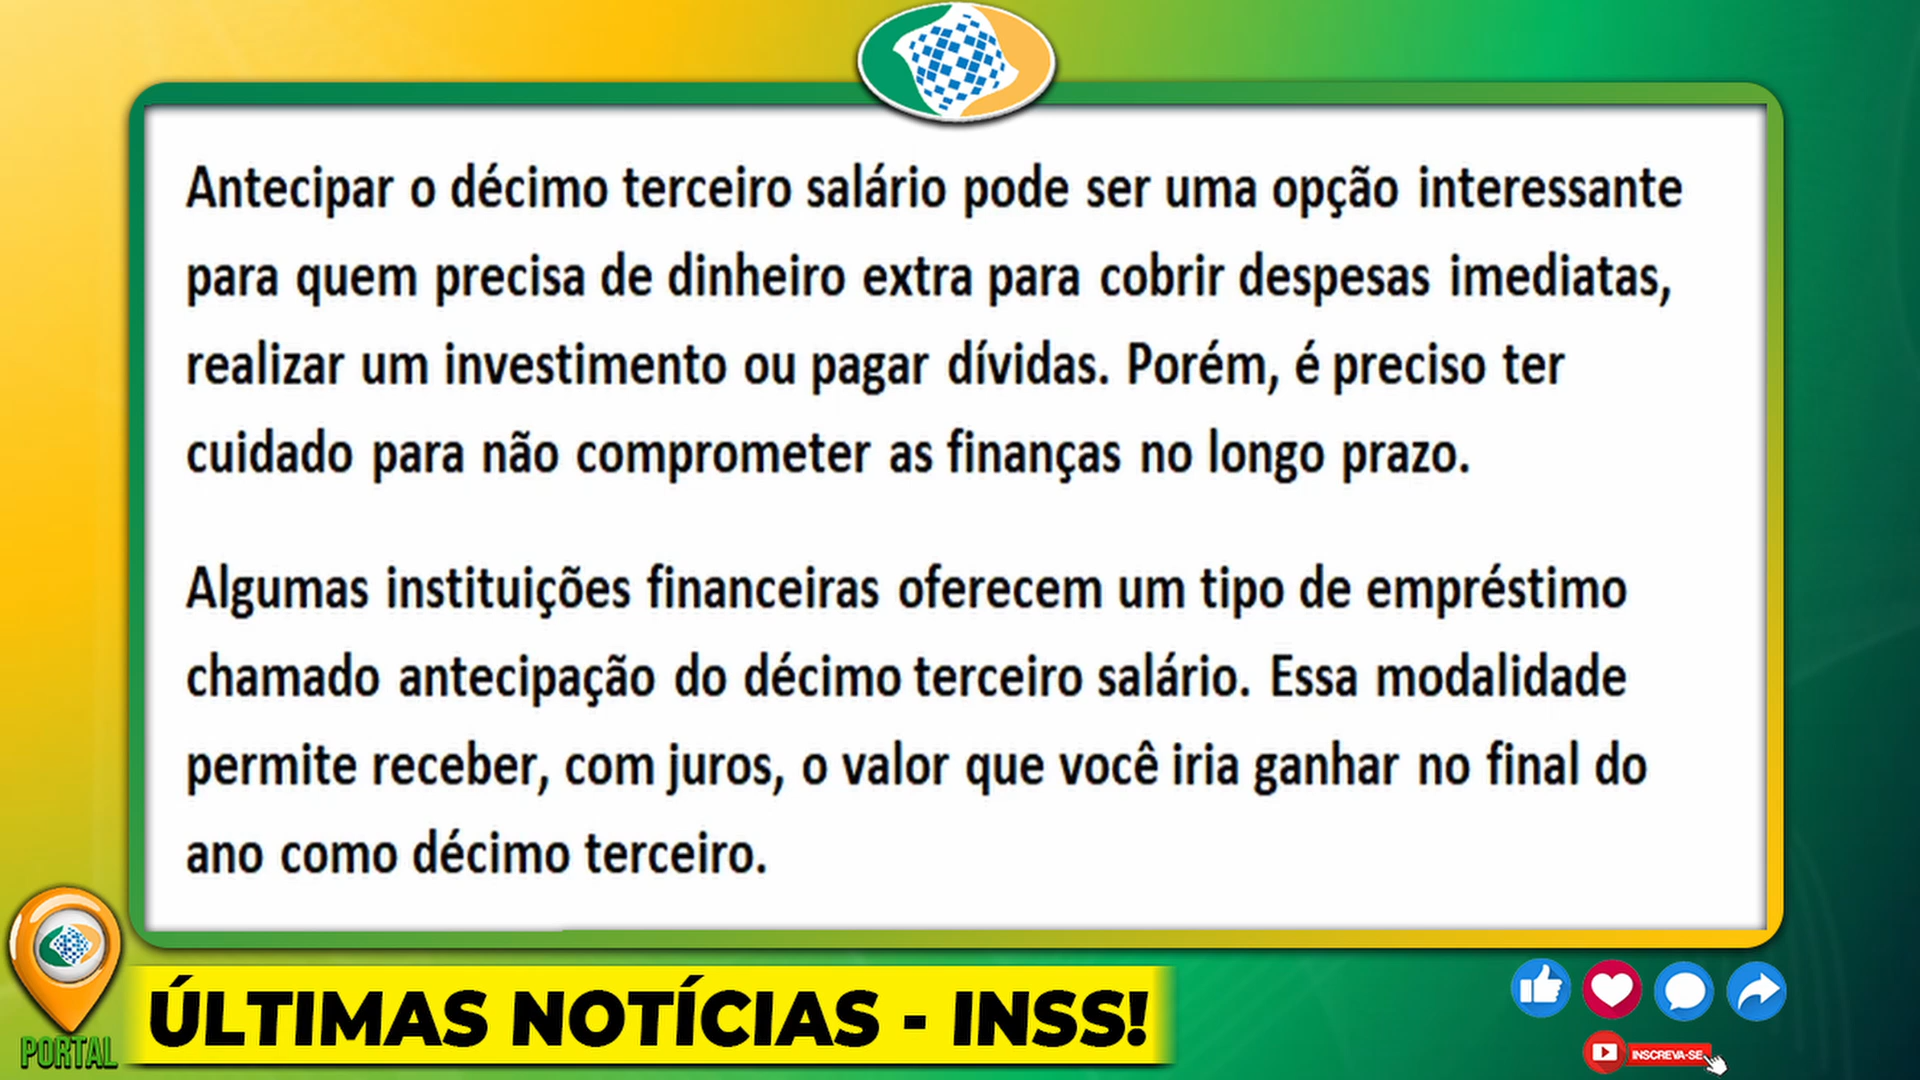 Antecipar o décimo terceiro salário pode ser uma opção interessante
para quem precisa de dinheiro extra para cobrir despesas imediatas,
realizar um investimento ou pagar dívidas. Porém, é preciso ter
cuidado para não comprometer as finanças no longo prazo.
Algumas instituições financeiras oferecem um tipo de empréstimo
chamado antecipação do décimo terceiro salário. Essa modalidade
permite receber, com juros, o valor que você iria ganhar no final do
ano como décimo terceiro.
PORTAL
ÚLTIMAS NOTÍCIAS - INSS!
INSCREVA-SE